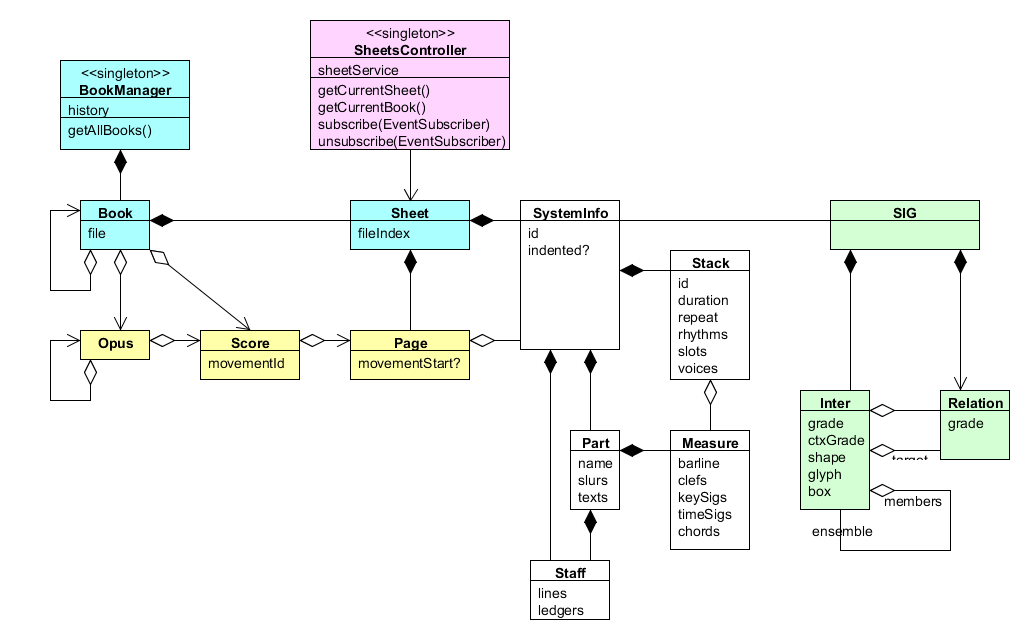 <<singleton>>
SheetsController
sheetService
getCurrentSheet()
getCurrentBook()
subscribe(EventSubscriber)
unsubscribe(EventSubscriber)
<<singleton>>
BookManager
history
getAllBooks()
Book
file
Sheet
fileIndex
SystemInfo
id
indented?
SIG
Stack
id
duration
repeat
rhythms
slots
voices
Opus
Score
movementId
Page
movementStart?
Inter
grade
ctxGrade
shape
glyph
box
Relation
grade
target
members
ensemble
Part
name
slurs
texts
Measure
barline
clefs
keySigs
timeSigs
chords
Staff
lines
ledgers